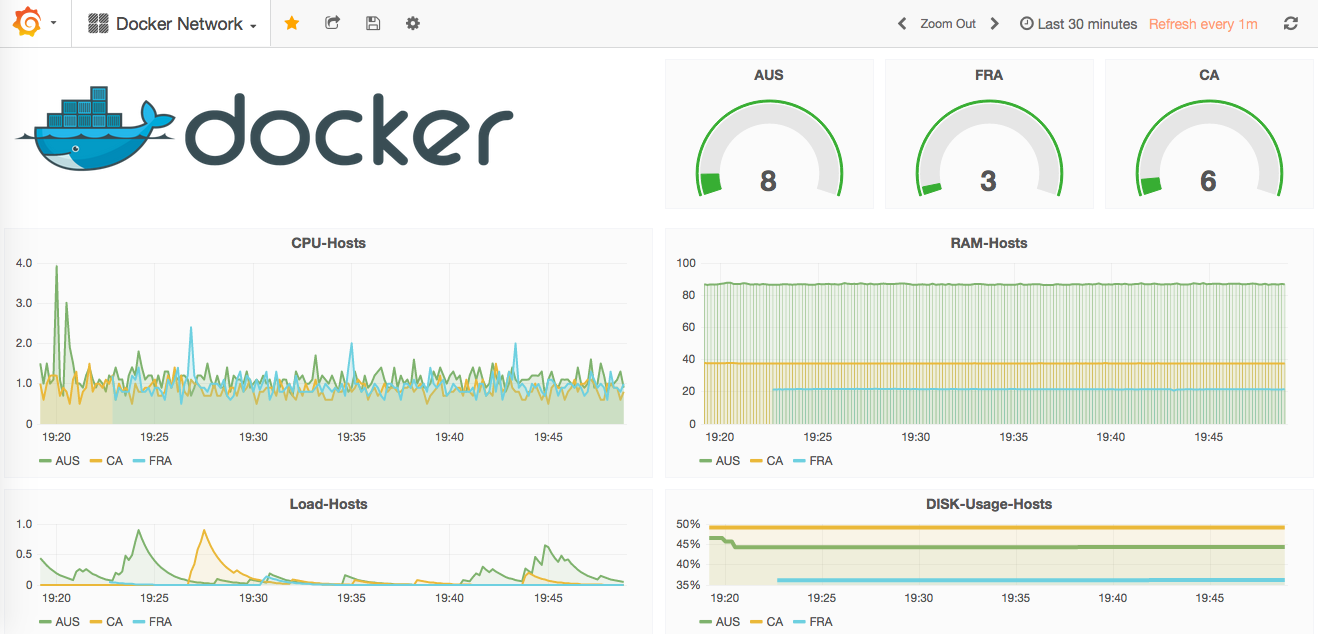 Docker Network
Zoom Out
Last 30 minutes
Refresh every 1m
docker
AUS
8
FRA
3
CA
6
CPU-Hosts
4.0
3.0
2.0
1.0
0
19:20 19:25 19:30 19:35 19:40 19:45
AUS CA FRA
RAM-Hosts
100
80
60
40
20
0
19:20 19:25 19:30 19:35 19:40 19:45
AUS CA FRA
Load-Hosts
1.0
0.5
0
19:20 19:25 19:30 19:35 19:40 19:45
AUS CA FRA
DISK-Usage-Hosts
50%
45%
40%
35%
19:20 19:25 19:30 19:35 19:40 19:45
AUS CA FRA